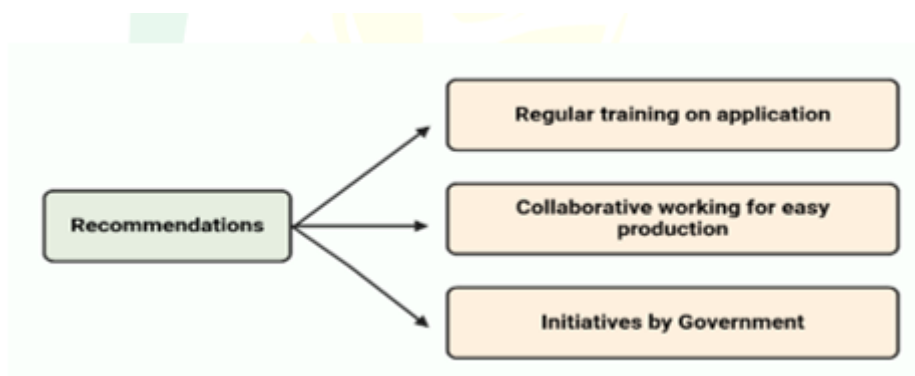 Regular training on application
Recommendations
Collaborative working for easy
production
Initiatives by Government